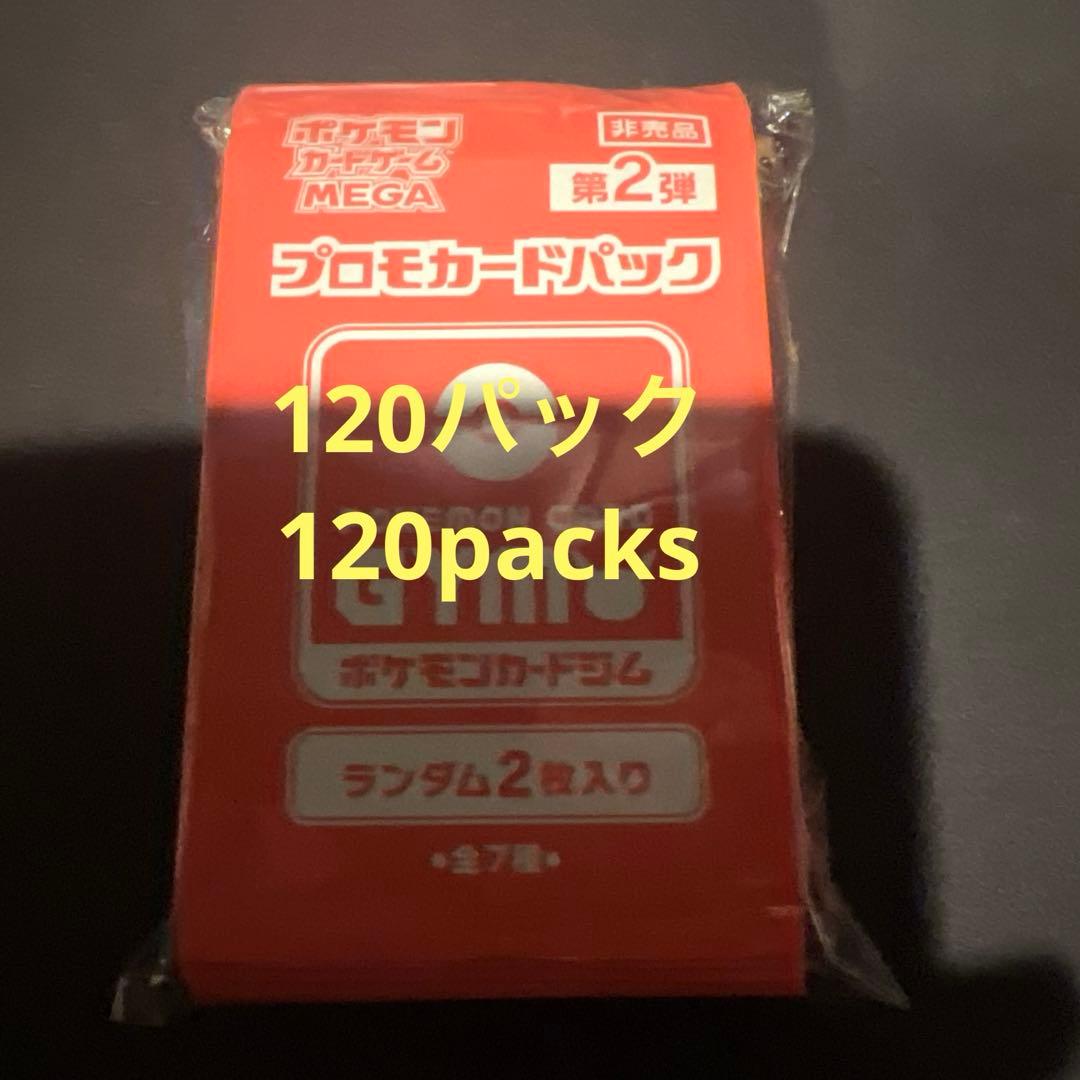 ポケモン
カードゲーム
MEGA
非売品
第2弾
プロモカードパック
120パック
120packs
ポケモンカードジム
ランダム2枚入り
•全7種•